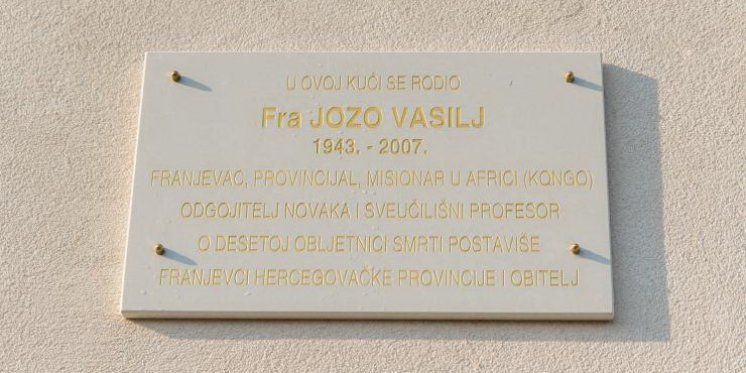 U OVOJ KUĆI SE RODIO
Fra JOZO VASILJ
1943. - 2007.
FRANJEVAC, PROVINCIJAL, MISIONAR U AFRICI (KONGO)
ODGOJITELJ NOVAKA I SVEUČILIŠNI PROFESOR
O DESETOJ OBLJETNICI SMRTI POSTAVIŠE
FRANJEVCI HERCEGOVAČKE PROVINCIJE I OBITELJ